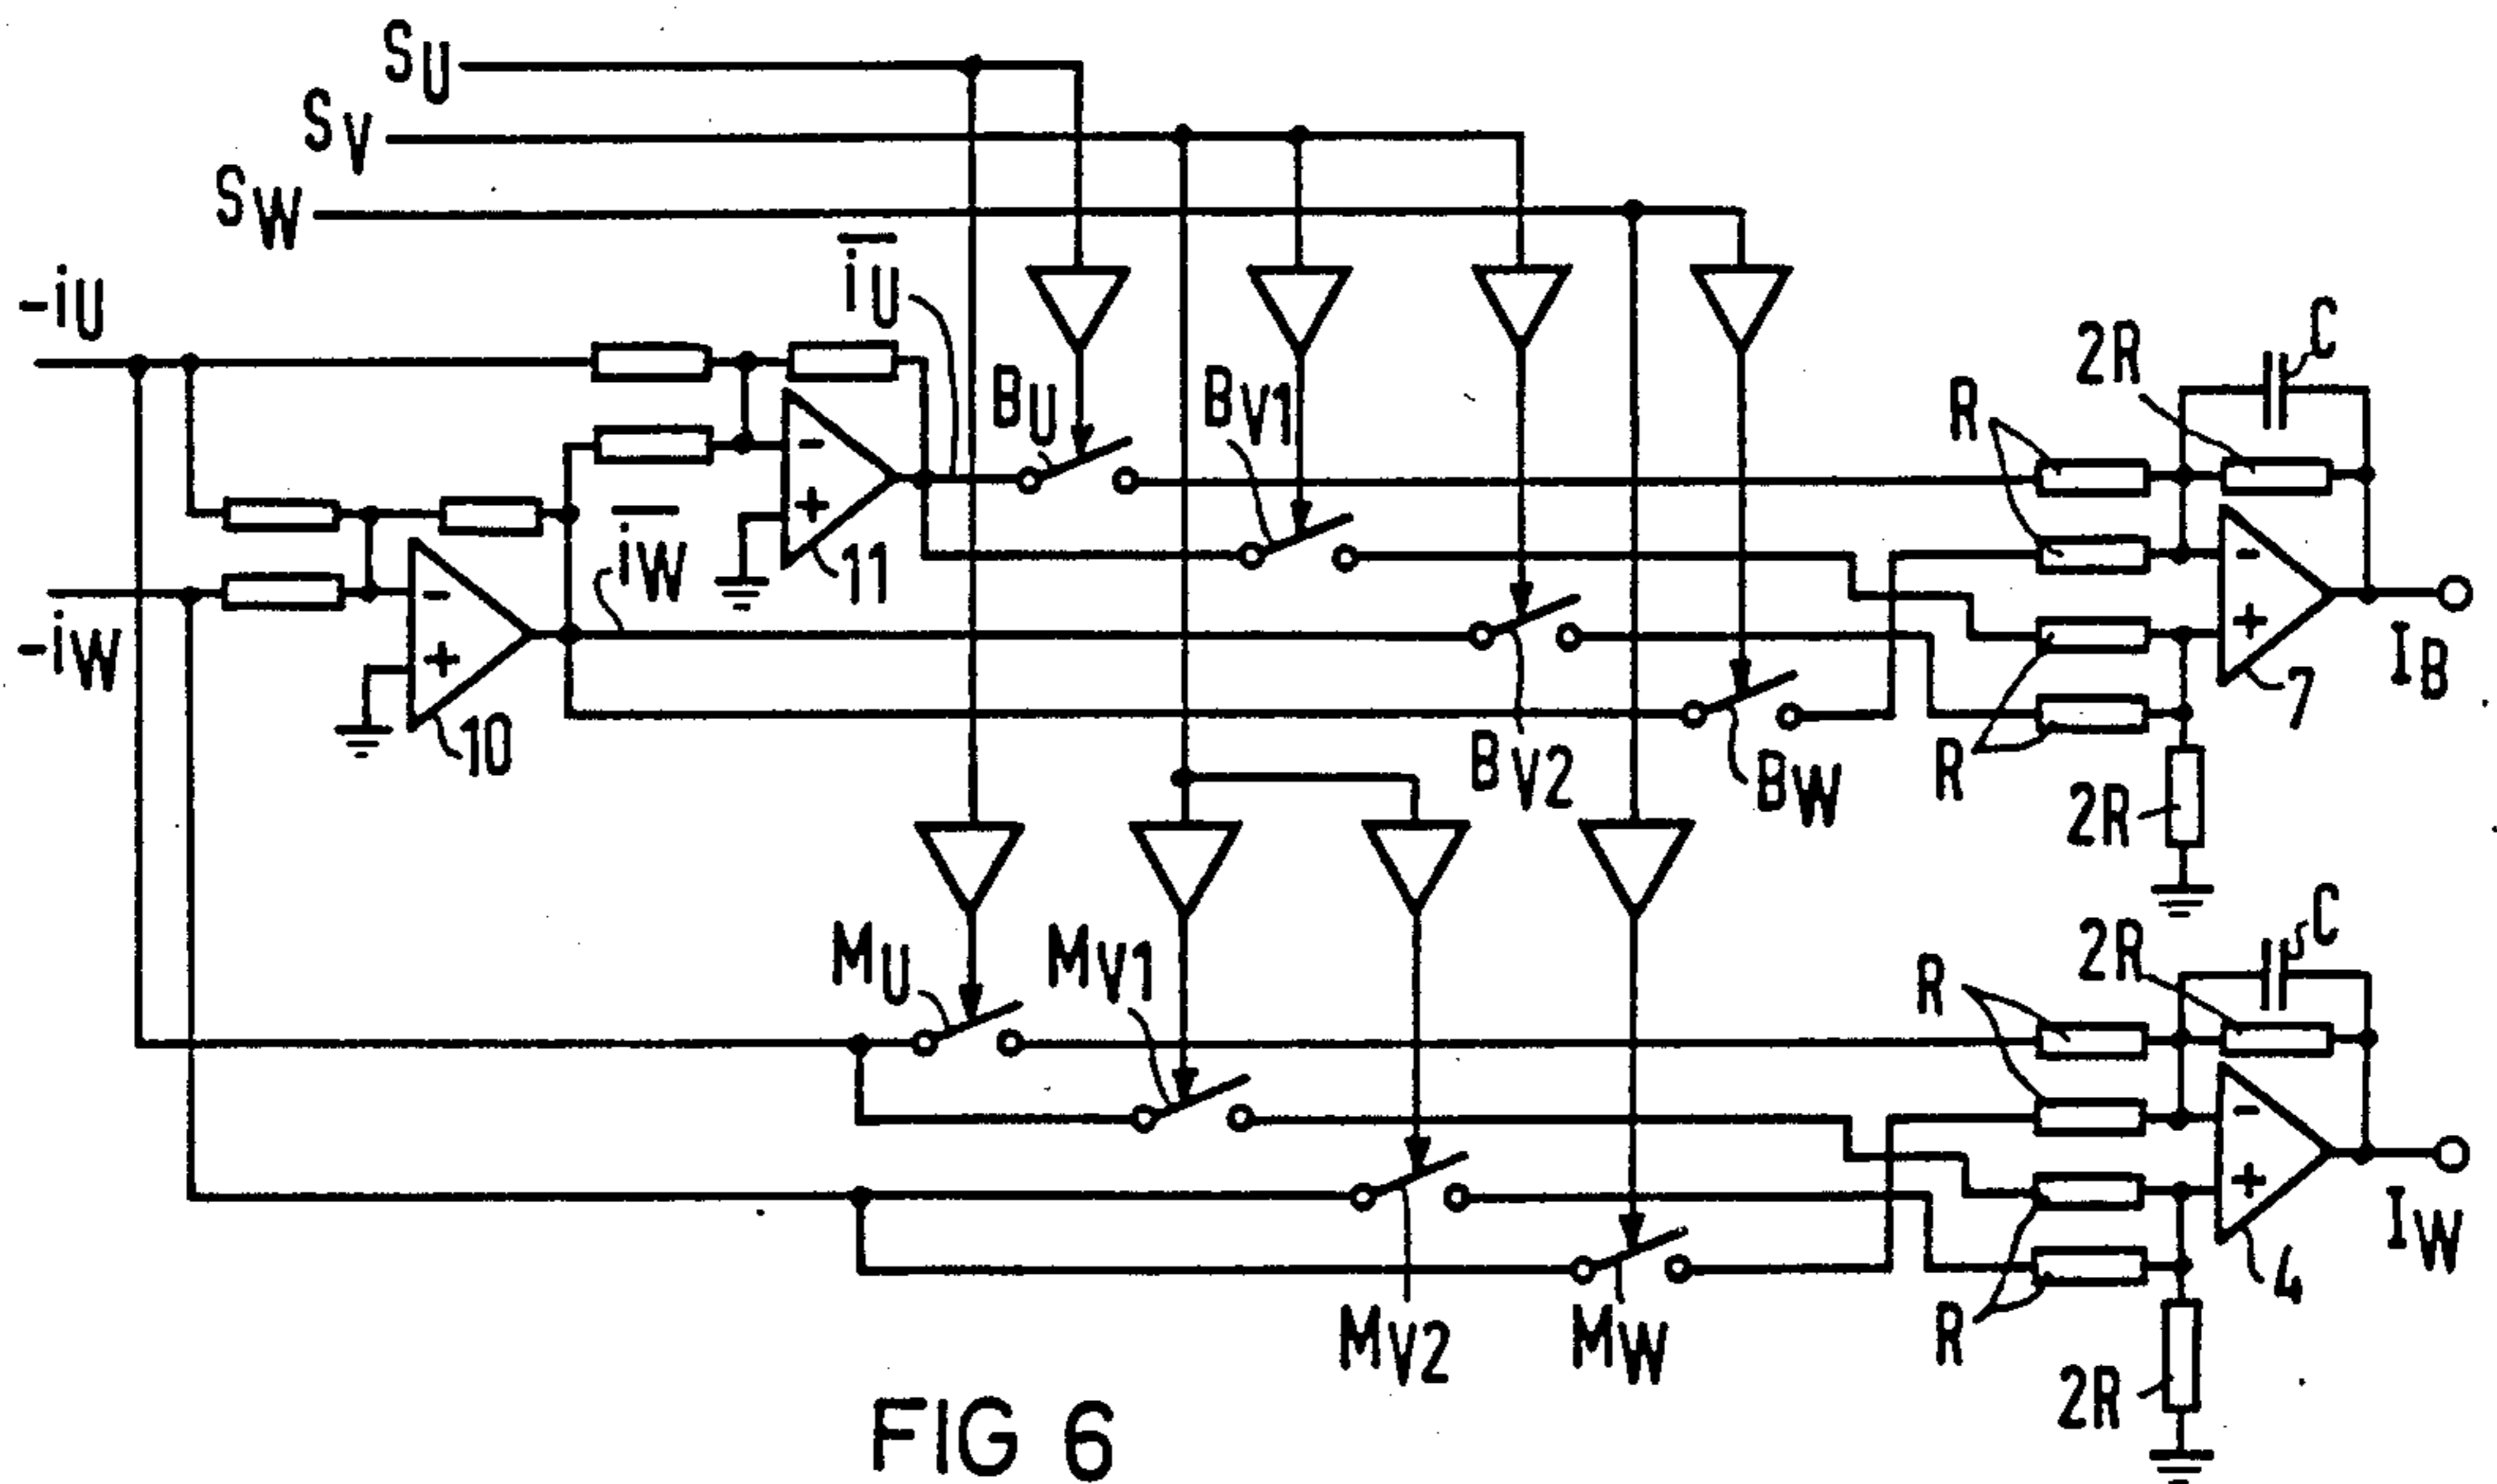 SU
SV
SW
-iU
iU
-iW
iW
BU
BV1
BV2
BW
-
+
11
-
+
10
R
2R
C
-
+
7
IB
R
2R
MU
MV1
MV2
MW
R
2R
C
-
+
4
IW
R
2R
FIG 6